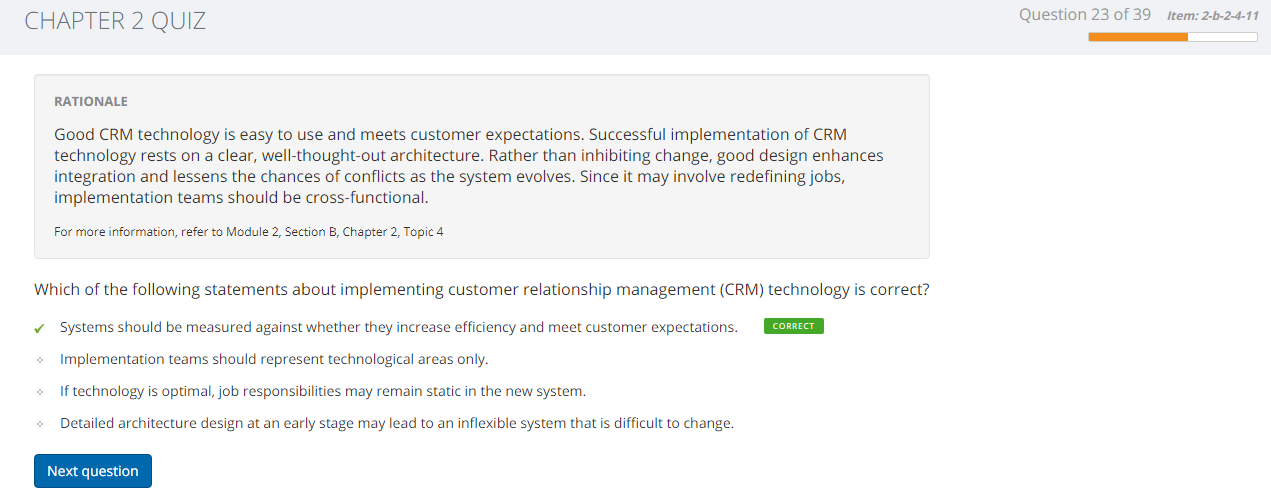 CHAPTER 2 QUIZ
Question 23 of 39 Item: 2-b-2-4-11
RATIONALE
Good CRM technology is easy to use and meets customer expectations. Successful implementation of CRM
technology rests on a clear, well-thought-out architecture. Rather than inhibiting change, good design enhances
integration and lessens the chances of conflicts as the system evolves. Since it may involve redefining jobs,
implementation teams should be cross-functional.
For more information, refer to Module 2, Section B, Chapter 2, Topic 4
Which of the following statements about implementing customer relationship management (CRM) technology is correct?
Systems should be measured against whether they increase efficiency and meet customer expectations. CORRECT
Implementation teams should represent technological areas only.
If technology is optimal, job responsibilities may remain static in the new system.
Detailed architecture design at an early stage may lead to an inflexible system that is difficult to change.
Next question